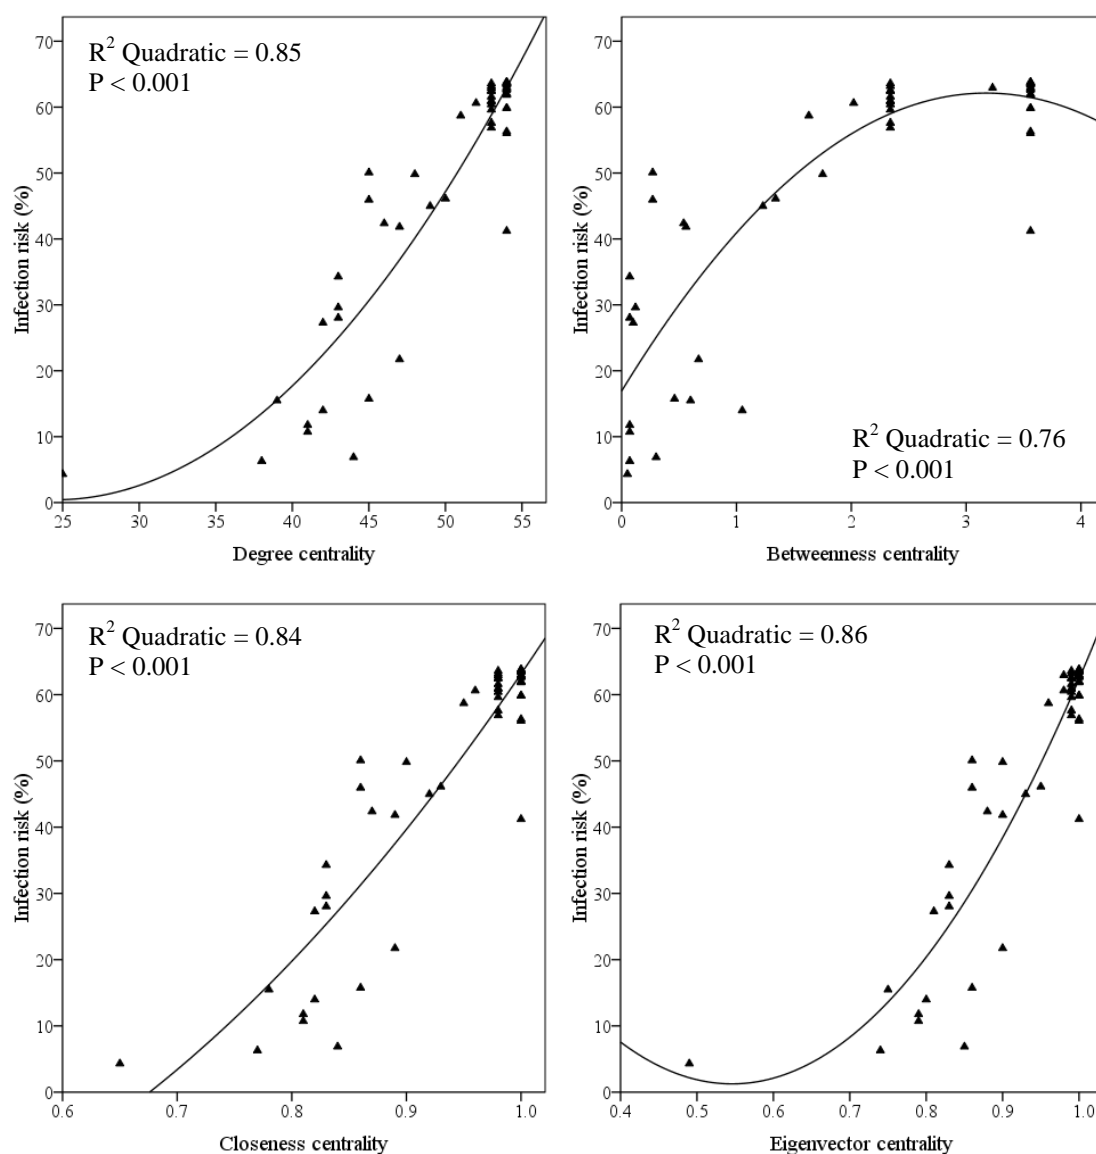 R² Quadratic = 0.85
P < 0.001
Infection risk (%)
70
60
50
40
30
20
10
0
25 30 35 40 45 50 55
Degree centrality
R² Quadratic = 0.76
P < 0.001
Infection risk (%)
70
60
50
40
30
20
10
0
0 1 2 3 4
Betweenness centrality
R² Quadratic = 0.84
P < 0.001
Infection risk (%)
70
60
50
40
30
20
10
0
0.6 0.7 0.8 0.9 1.0
Closeness centrality
R² Quadratic = 0.86
P < 0.001
Infection risk (%)
70
60
50
40
30
20
10
0
0.4 0.5 0.6 0.7 0.8 0.9 1.0
Eigenvector centrality